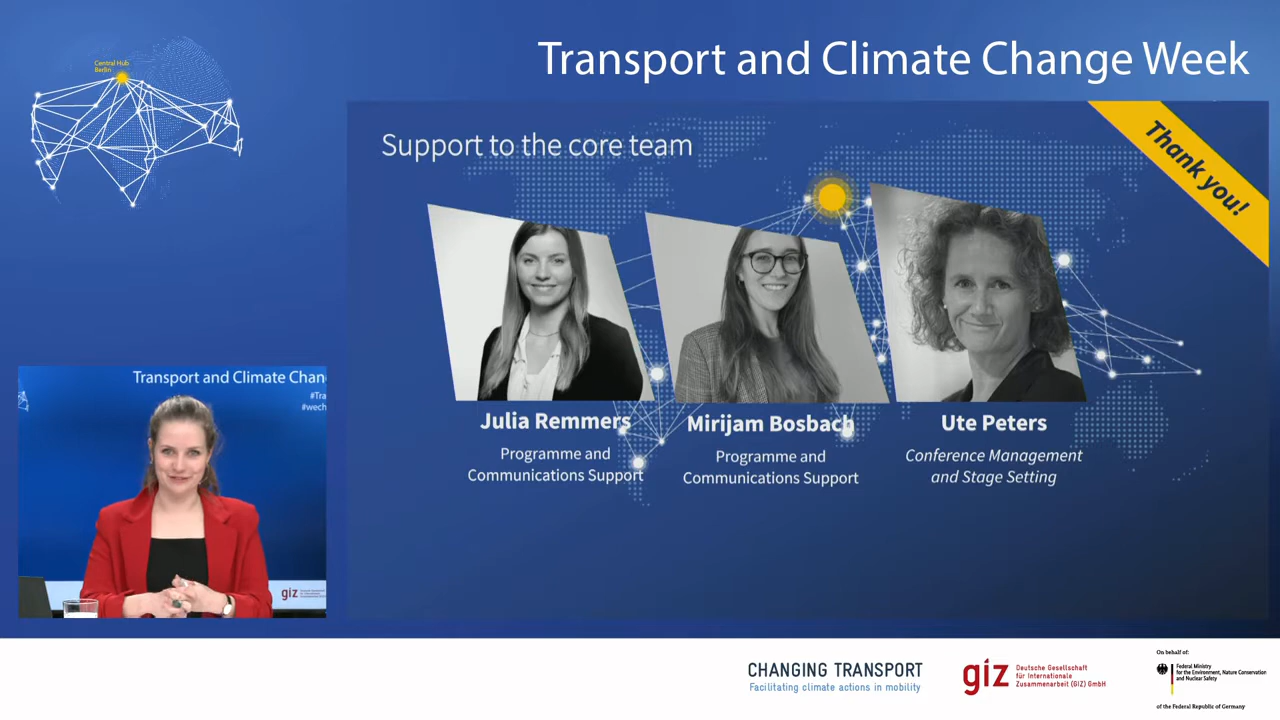 Transport and Climate Change Week
Central Hub
Berlin
Support to the core team
Thank you!
Julia Remmers
Programme and
Communications Support
Mirijam Bosbach
Programme and
Communications Support
Ute Peters
Conference Management
and Stage Setting
Transport and Climate Chan
#Tra
#wech
giz
CHANGING TRANSPORT
Facilitating climate actions in mobility
giz
Deutsche Gesellschaft
für Internationale
Zusammenarbeit (GIZ) GmbH
On behalf of:
Federal Ministry
for the Environment, Nature Conservation
and Nuclear Safety
of the Federal Republic of Germany